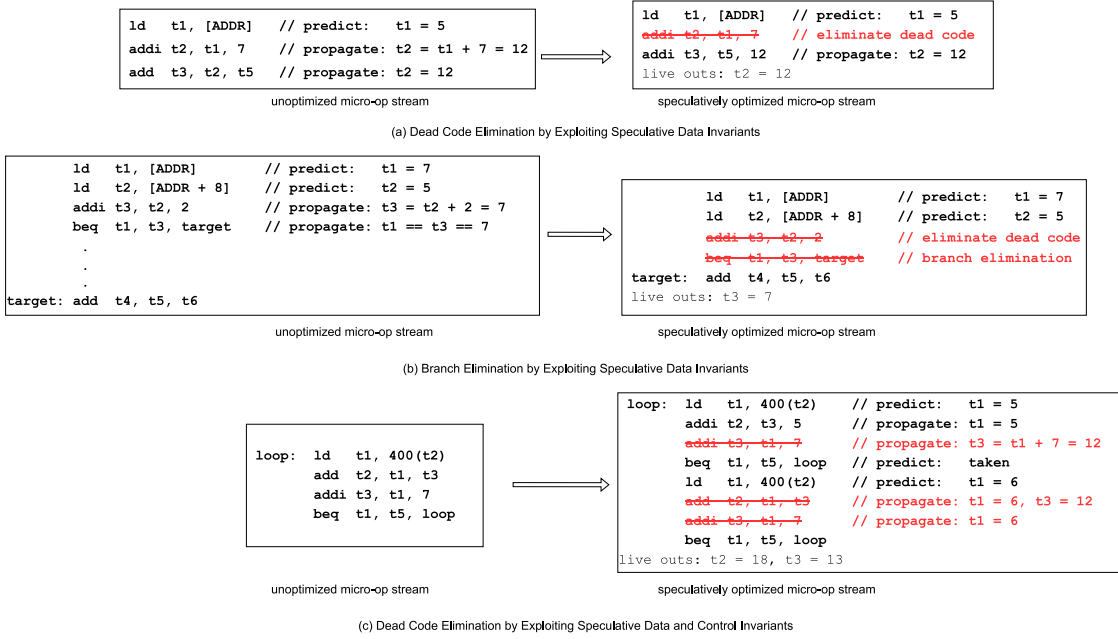 ld   t1, [ADDR]    // predict:   t1 = 5
addi t2, t1, 7     // propagate: t2 = t1 + 7 = 12
add  t3, t2, t5    // propagate: t2 = 12
unoptimized micro-op stream
ld   t1, [ADDR]    // predict:   t1 = 5
addi t2, t1, 7     // eliminate dead code
addi t3, t5, 12    // propagate: t2 = 12
live outs: t2 = 12
speculatively optimized micro-op stream
(a) Dead Code Elimination by Exploiting Speculative Data Invariants
ld   t1, [ADDR]      // predict:   t1 = 7
ld   t2, [ADDR + 8]  // predict:   t2 = 5
addi t3, t2, 2       // propagate: t3 = t2 + 2 = 7
beq  t1, t3, target  // propagate: t1 == t3 == 7
.
.
.
target: add  t4, t5, t6
unoptimized micro-op stream
ld   t1, [ADDR]       // predict:   t1 = 7
ld   t2, [ADDR + 8]   // predict:   t2 = 5
addi t3, t2, 2        // eliminate dead code
beq  t1, t3, target   // branch elimination
target:  add  t4, t5, t6
live outs: t3 = 7
speculatively optimized micro-op stream
(b) Branch Elimination by Exploiting Speculative Data Invariants
loop:  ld   t1, 400(t2)
add  t2, t1, t3
addi t3, t1, 7
beq  t1, t5, loop
unoptimized micro-op stream
loop:  ld   t1, 400(t2)   // predict:   t1 = 5
addi t2, t3, 5     // propagate: t1 = 5
addi t3, t1, 7     // propagate: t3 = t1 + 7 = 12
beq  t1, t5, loop  // predict:   taken
ld   t1, 400(t2)   // predict:   t1 = 6
add  t2, t1, t3    // propagate: t1 = 6, t3 = 12
addi t3, t1, 7     // propagate: t1 = 6
beq  t1, t5, loop
live outs: t2 = 18, t3 = 13
speculatively optimized micro-op stream
(c) Dead Code Elimination by Exploiting Speculative Data and Control Invariants